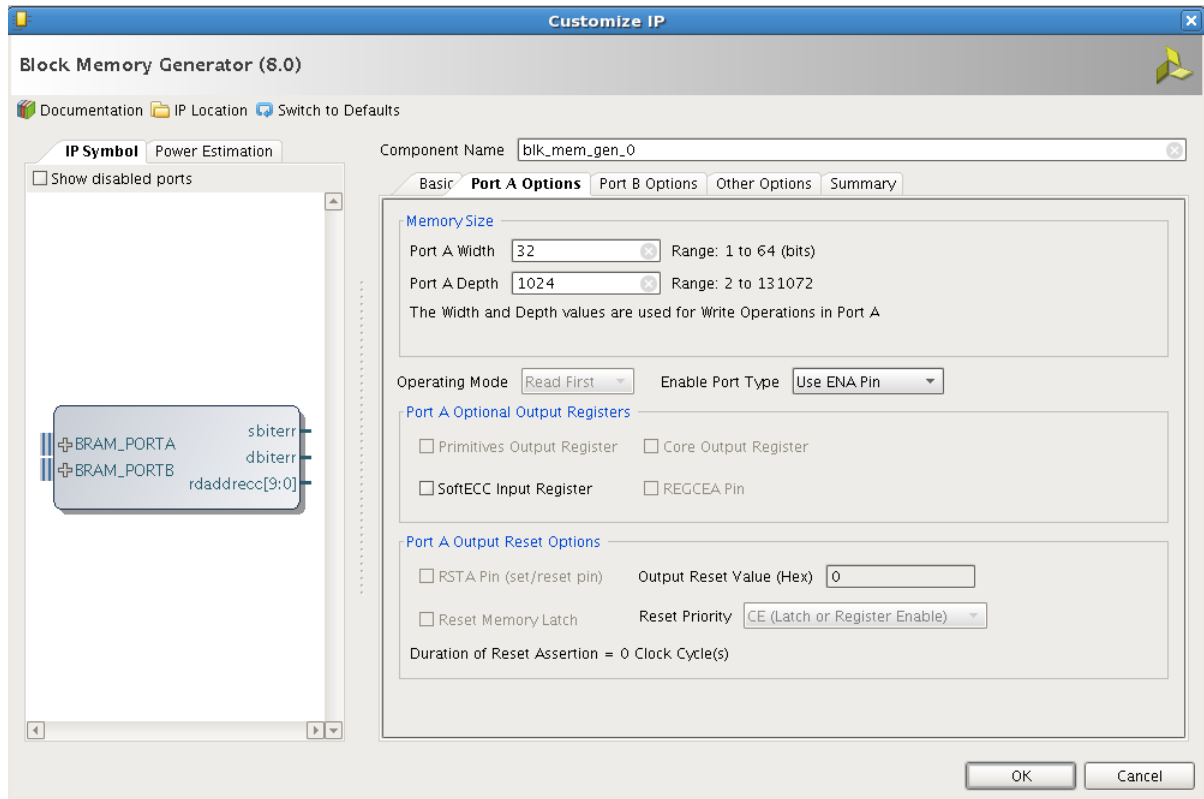 Customize IP
Block Memory Generator (8.0)
Documentation IP Location Switch to Defaults
IP Symbol Power Estimation
Show disabled ports
BRAM_PORTA
BRAM_PORTB
sbiterr
dbiterr
rdaddrecc[9:0]
Component Name blk_mem_gen_0
Basic Port A Options Port B Options Other Options Summary
Memory Size
Port A Width 32 Range: 1 to 64 (bits)
Port A Depth 1024 Range: 2 to 131072
The Width and Depth values are used for Write Operations in Port A
Operating Mode Read First Enable Port Type Use ENA Pin
Port A Optional Output Registers
Primitives Output Register Core Output Register
SoftECC Input Register REGCEA Pin
Port A Output Reset Options
RSTA Pin (set/reset pin) Output Reset Value (Hex) 0
Reset Memory Latch Reset Priority CE (Latch or Register Enable)
Duration of Reset Assertion = 0 Clock Cycle(s)
OK Cancel